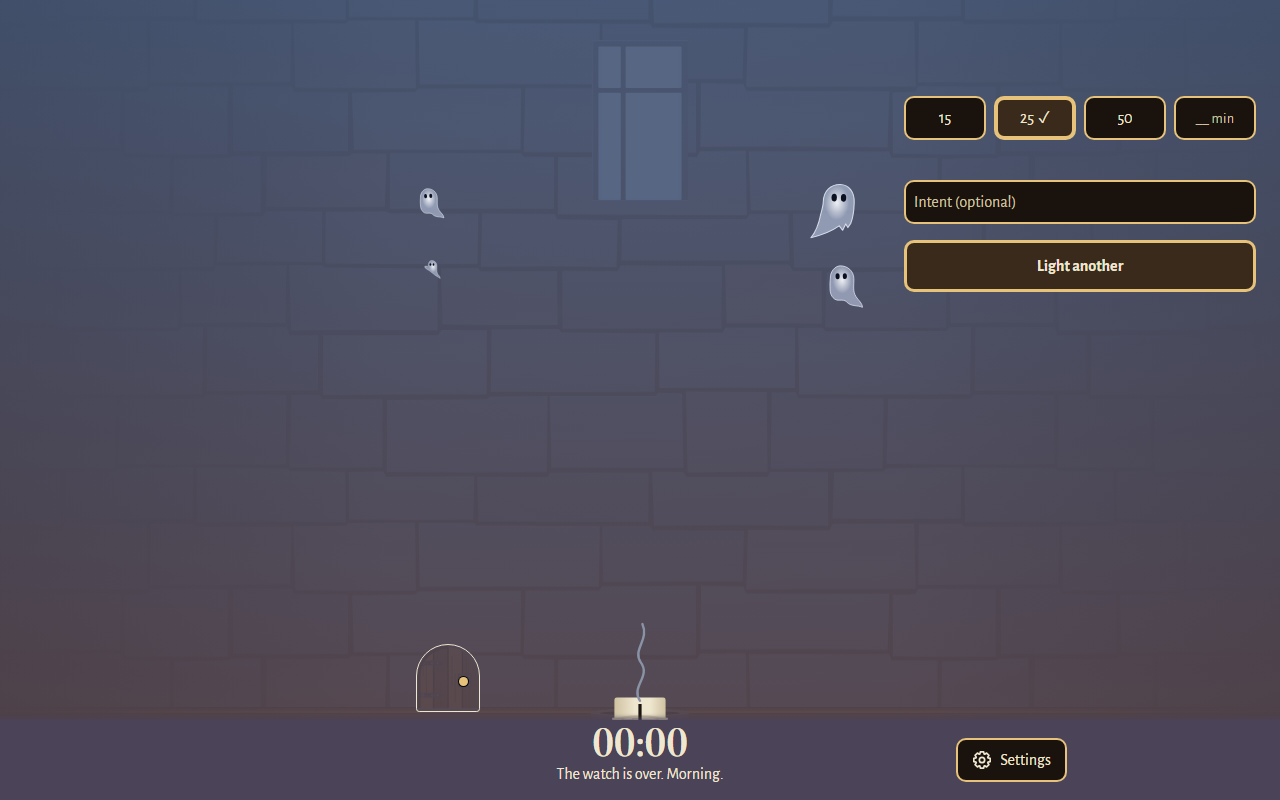 15
25 ✓
50
__ min
Intent (optional)
Light another
00:00
The watch is over. Morning.
Settings